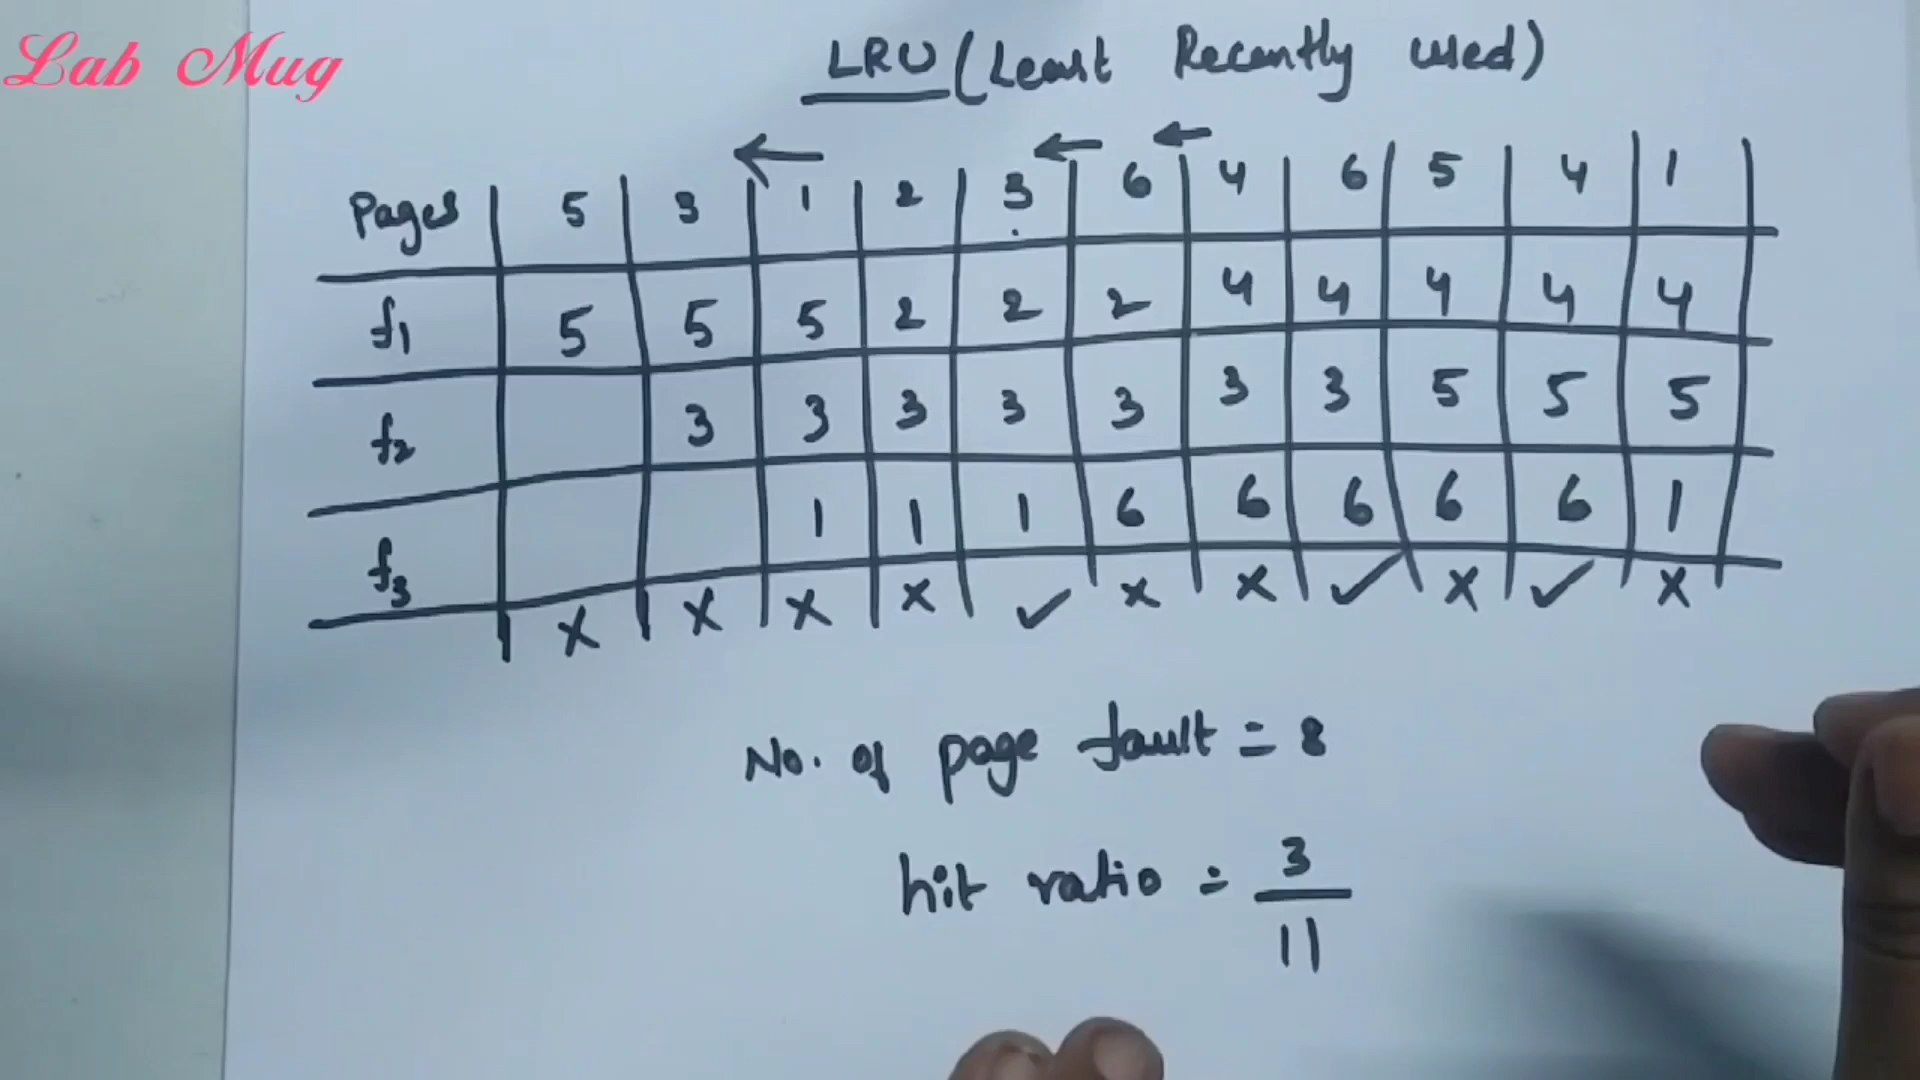 Lab Mug
LRU (Least Recently used)
Pages 5 3 1 2 3 6 4 6 5 4 1
f1 5 5 5 2 2 2 4 4 4 4 4
f2 3 3 3 3 3 3 3 5 5 5
f3 1 1 1 6 6 6 6 6 1
x x x x ✓ x x ✓ x ✓ x
No. of page fault = 8
hit ratio = 3
11